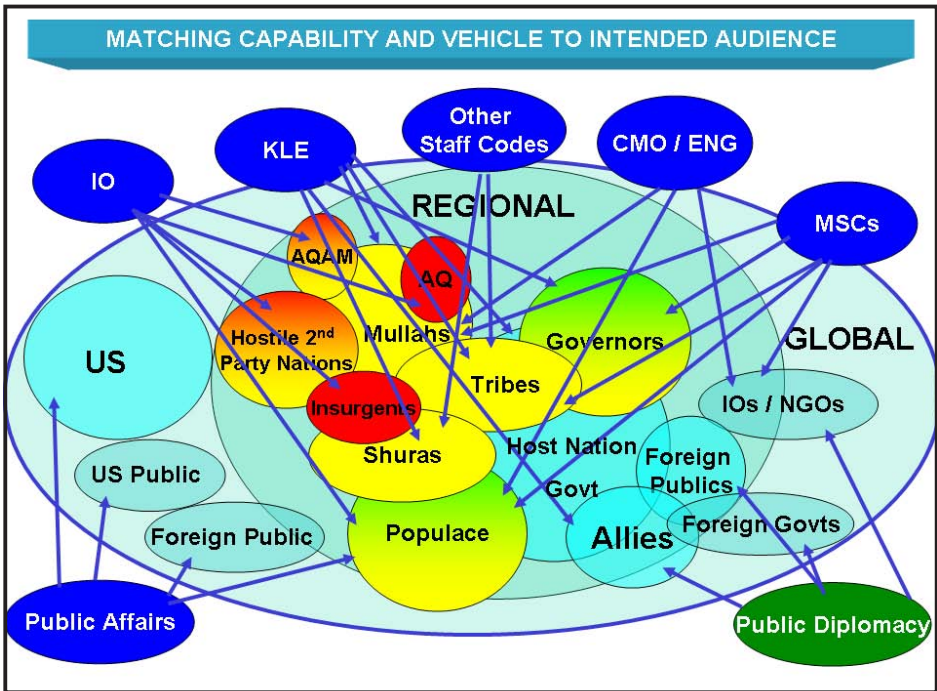 MATCHING CAPABILITY AND VEHICLE TO INTENDED AUDIENCE
Other
Staff Codes
KLE
CMO / ENG
IO
MSCs
REGIONAL
AQAM
AQ
Mullahs
Hostile 2nd
Party Nations
Governors
GLOBAL
US
Tribes
Insurgents
IOs / NGOs
Shuras
Host Nation
Govt
Foreign
Publics
US Public
Foreign Public
Populace
Allies
Foreign Govts
Public Affairs
Public Diplomacy